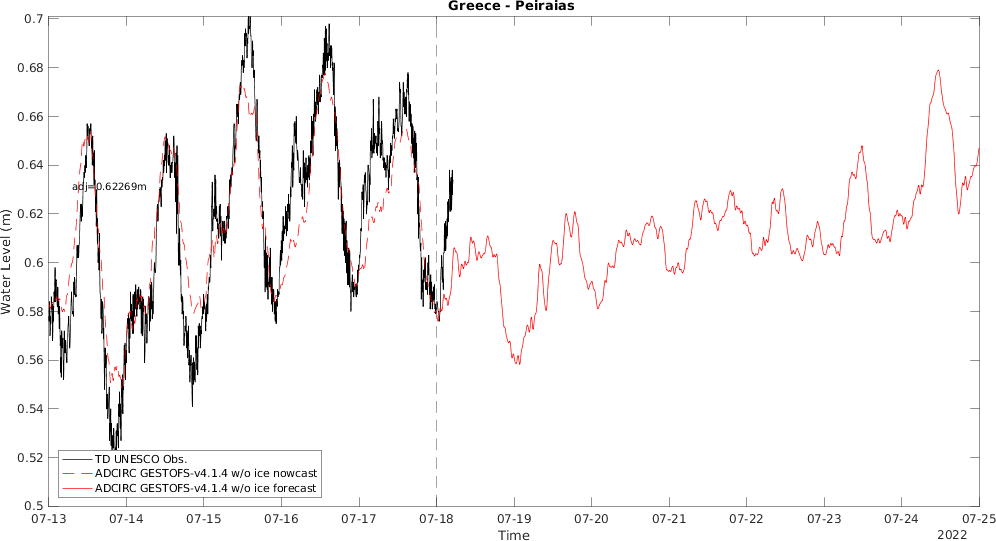 Greece - Peiraias
0.7
0.68
0.66
0.64
0.62
0.6
0.58
0.56
0.54
0.52
0.5
Water Level (m)
adj=0.62269m
TD UNESCO Obs.
ADCIRC GESTOFS-v4.1.4 w/o ice nowcast
ADCIRC GESTOFS-v4.1.4 w/o ice forecast
07-13 07-14 07-15 07-16 07-17 07-18 07-19 07-20 07-21 07-22 07-23 07-24 07-25
Time
2022